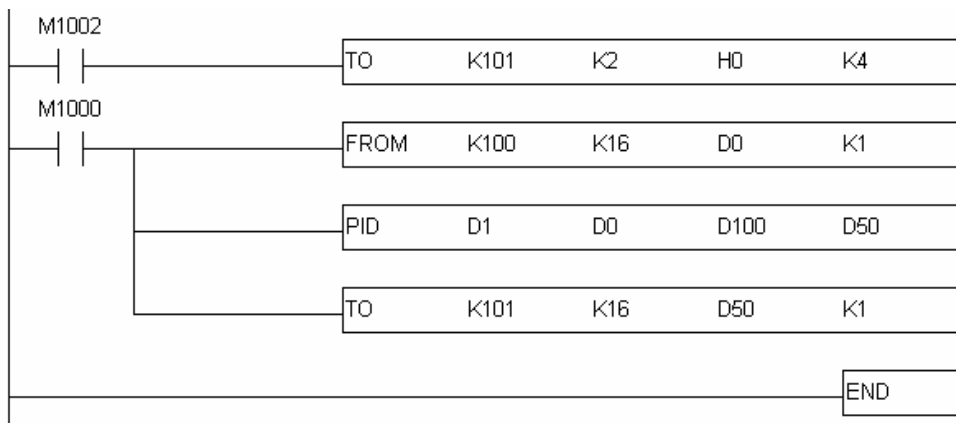 M1002
TO K101 K2 H0 K4
M1000
FROM K100 K16 D0 K1
PID D1 D0 D100 D50
TO K101 K16 D50 K1
END